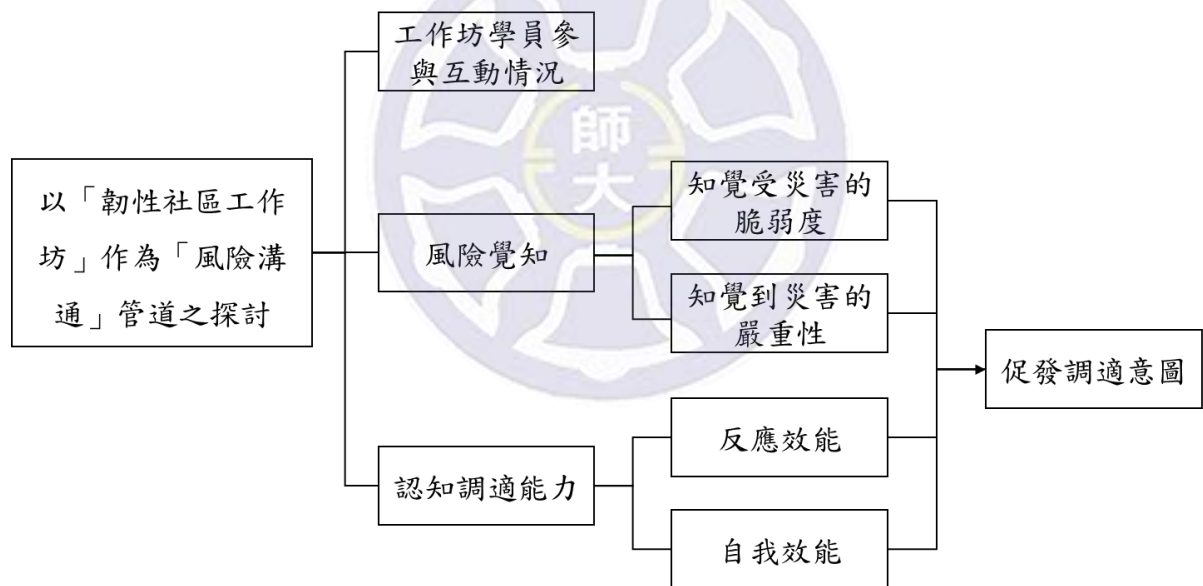 工作坊學員參
與互動情況
師
大
以「韌性社區工作
坊」作為「風險溝
通」管道之探討
風險覺知
知覺受災害的
脆弱度
知覺到災害的
嚴重性
促發調適意圖
認知調適能力
反應效能
自我效能